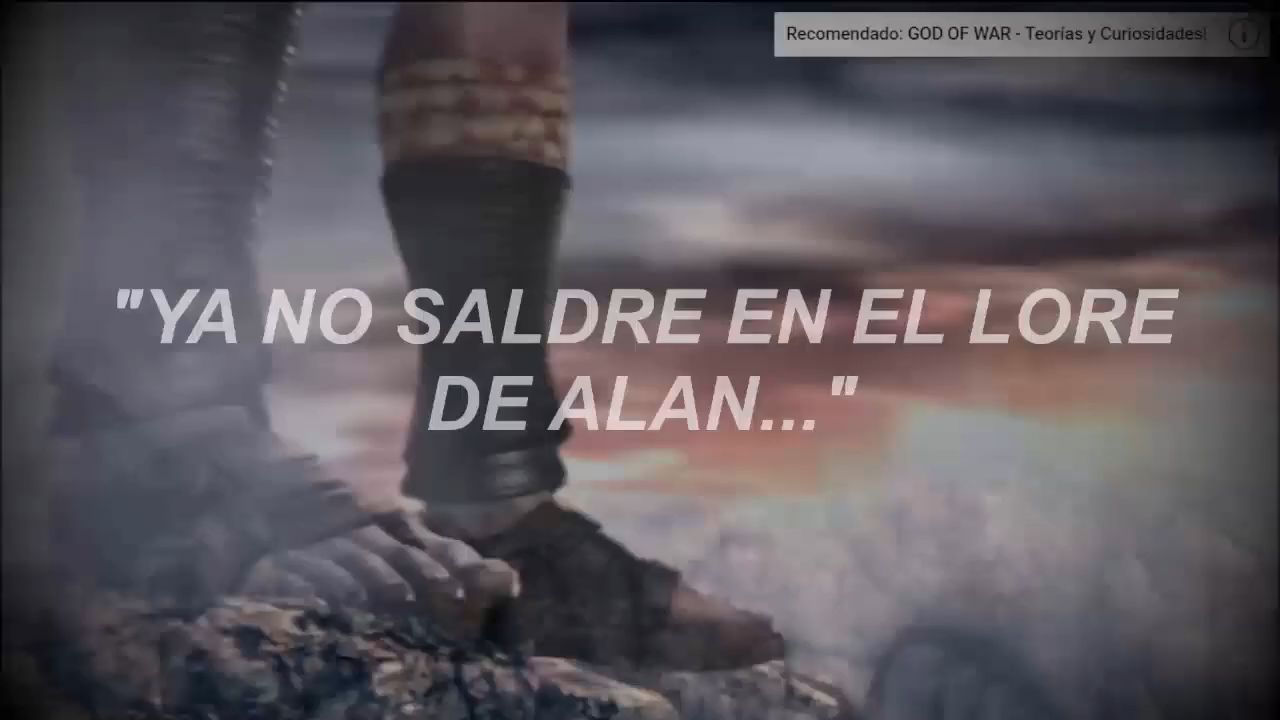 Recomendado: GOD OF WAR - Teorías y Curiosidades!
"YA NO SALDRE EN EL LORE
DE ALAN..."